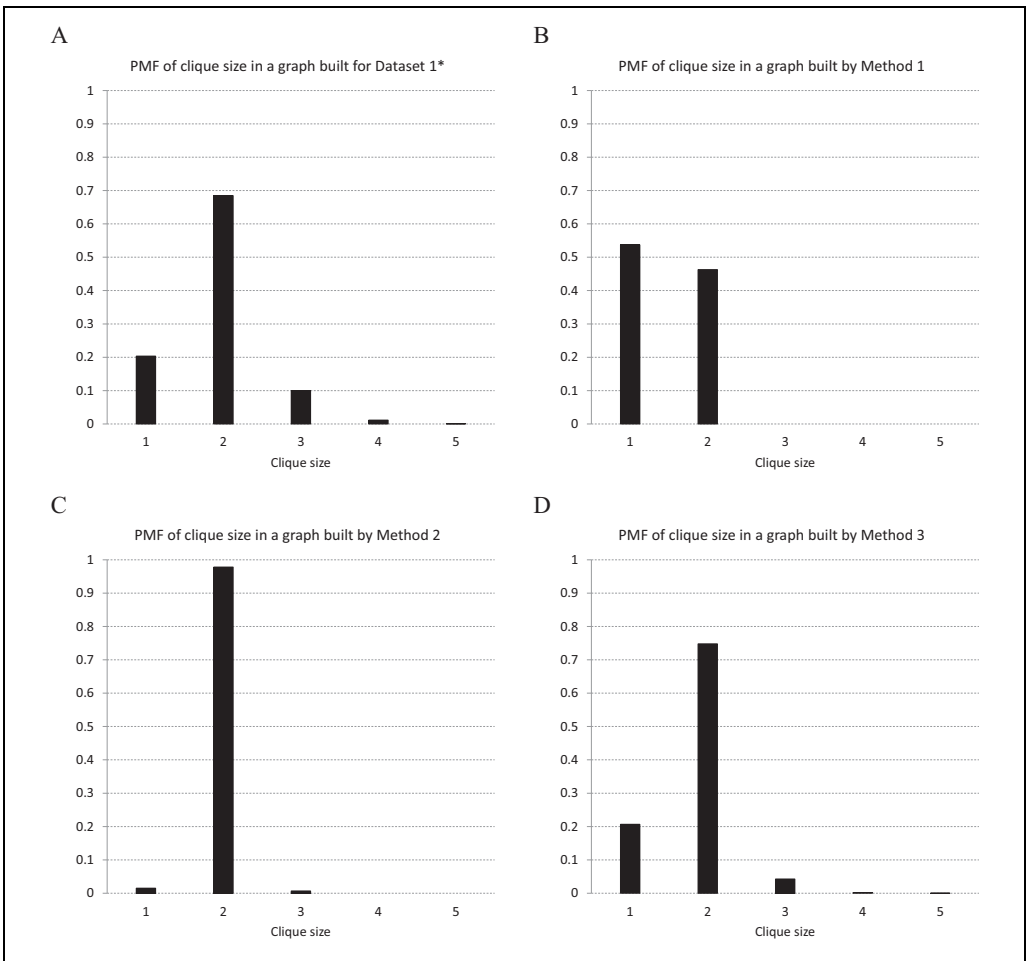 A
PMF of clique size in a graph built for Dataset 1*
1
0.9
0.8
0.7
0.6
0.5
0.4
0.3
0.2
0.1
0
1 2 3 4 5
Clique size
B
PMF of clique size in a graph built by Method 1
1
0.9
0.8
0.7
0.6
0.5
0.4
0.3
0.2
0.1
0
1 2 3 4 5
Clique size
C
PMF of clique size in a graph built by Method 2
1
0.9
0.8
0.7
0.6
0.5
0.4
0.3
0.2
0.1
0
1 2 3 4 5
Clique size
D
PMF of clique size in a graph built by Method 3
1
0.9
0.8
0.7
0.6
0.5
0.4
0.3
0.2
0.1
0
1 2 3 4 5
Clique size